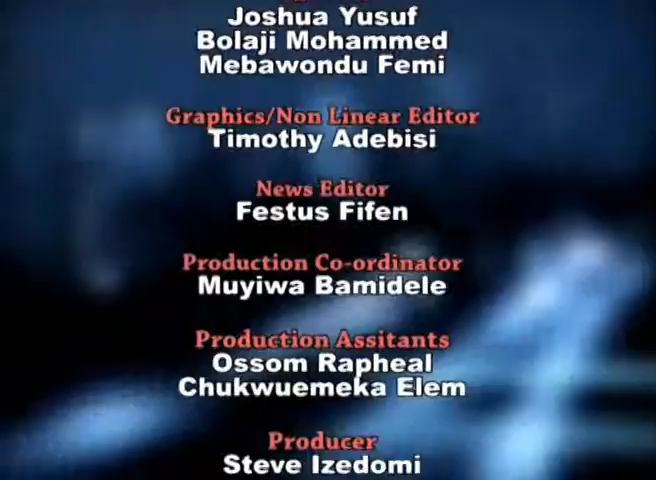 Joshua Yusuf
Bolaji Mohammed
Mebawondu Femi
Graphics/Non Linear Editor
Timothy Adebisi
News Editor
Festus Fifen
Production Co-ordinator
Muyiwa Bamidele
Production Assitants
Ossom Rapheal
Chukwuemeka Elem
Producer
Steve Izedomi